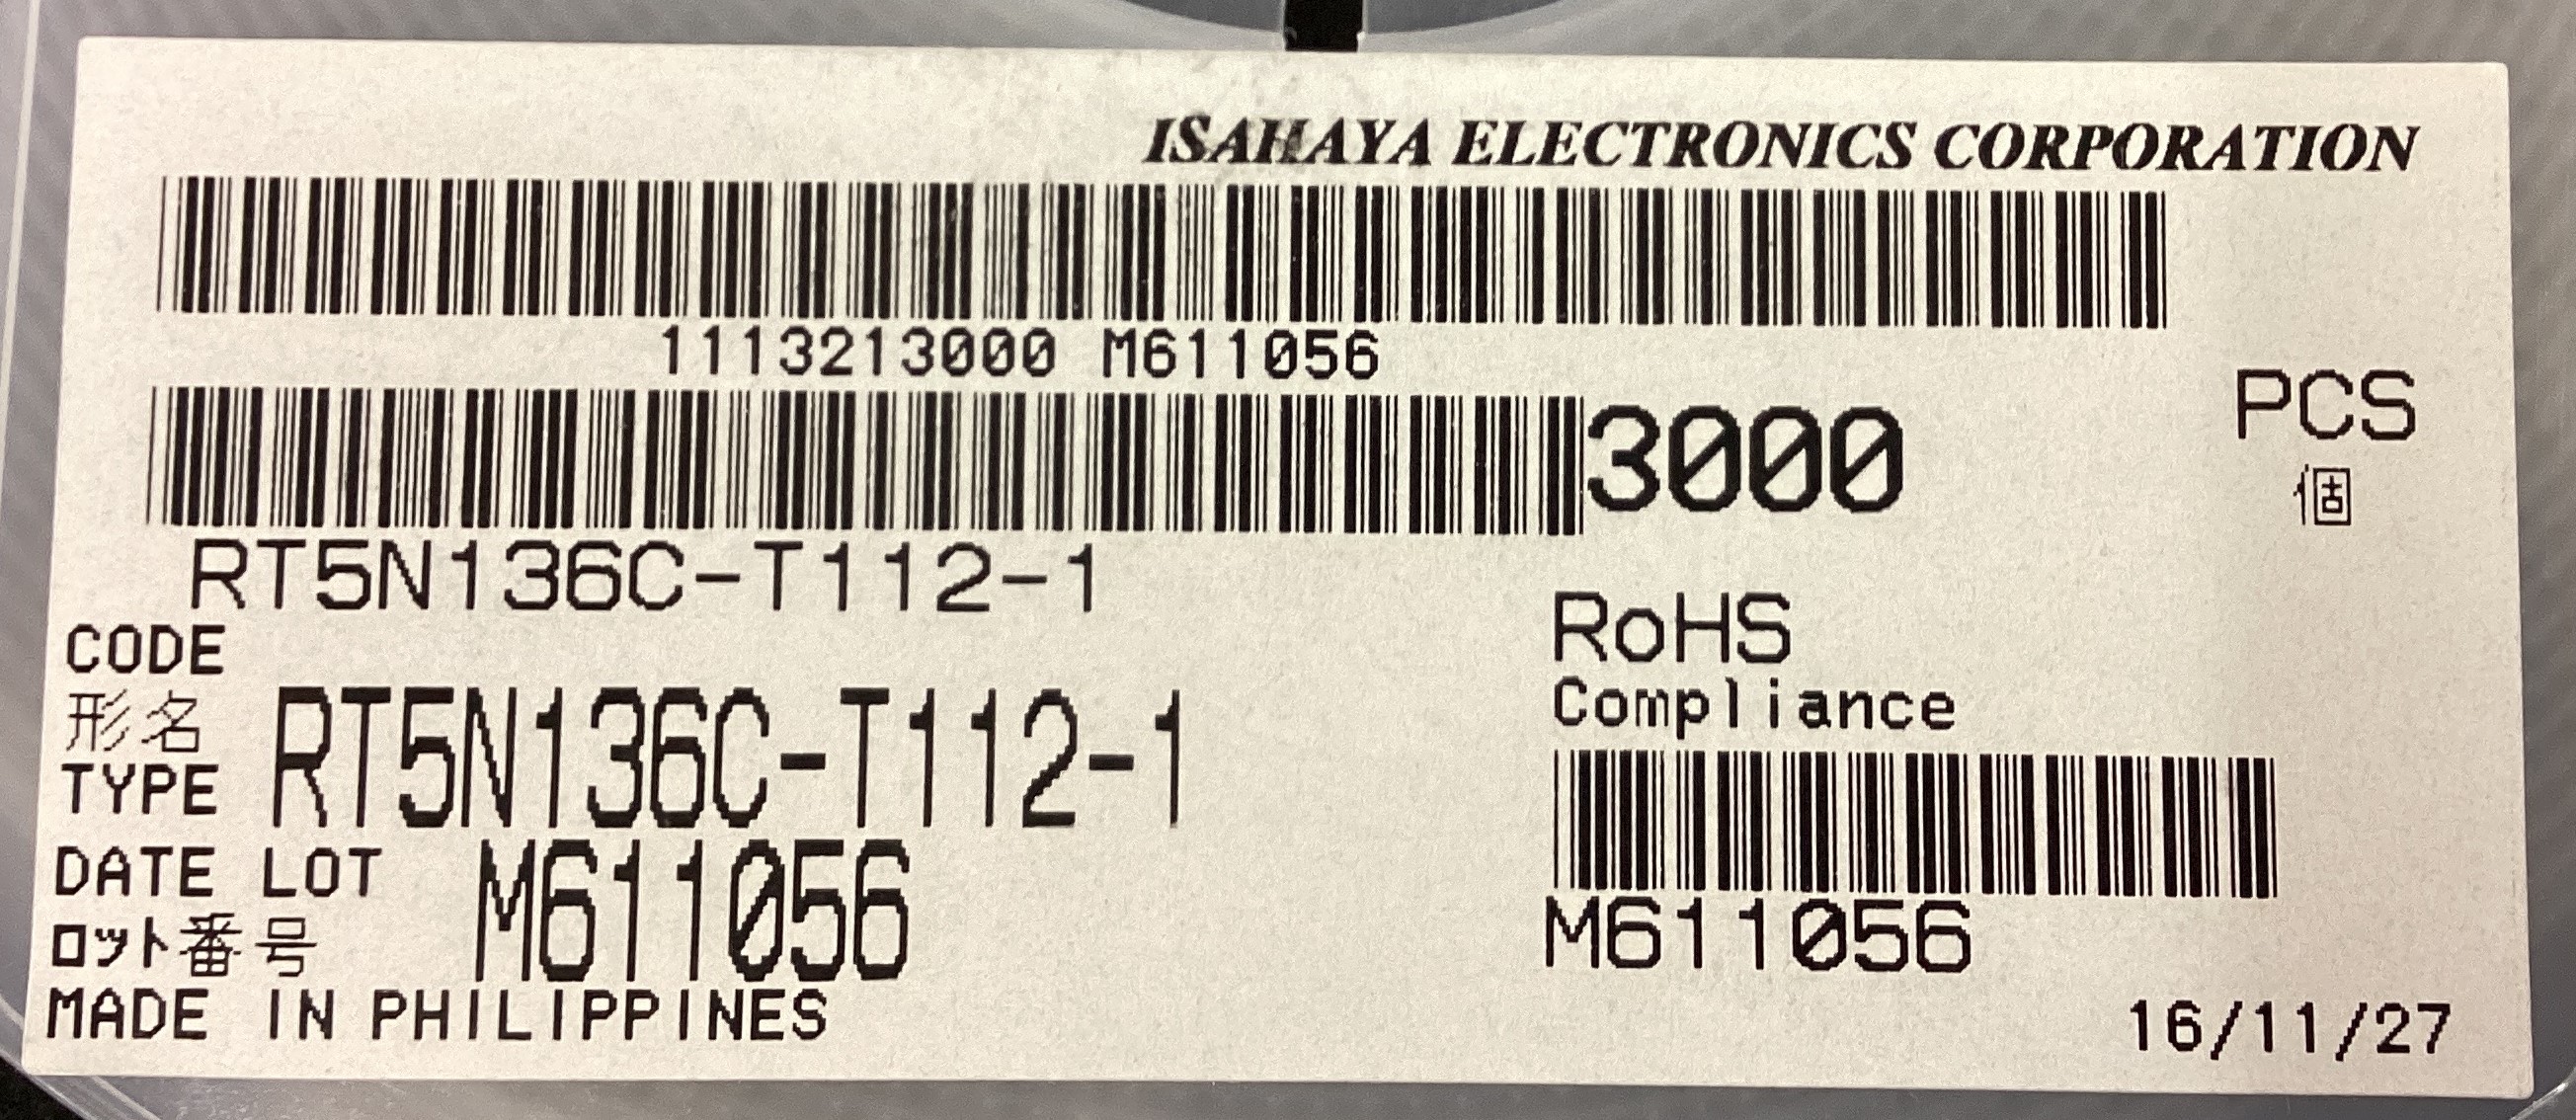 ISAHAYA ELECTRONICS CORPORATION
1113213000 M611056
3000 PCS
個
RT5N136C-T112-1
CODE
RoHS
Compliance
形名
TYPE RT5N136C-T112-1
DATE LOT
ロット番号 M611056
M611056
MADE IN PHILIPPINES
16/11/27